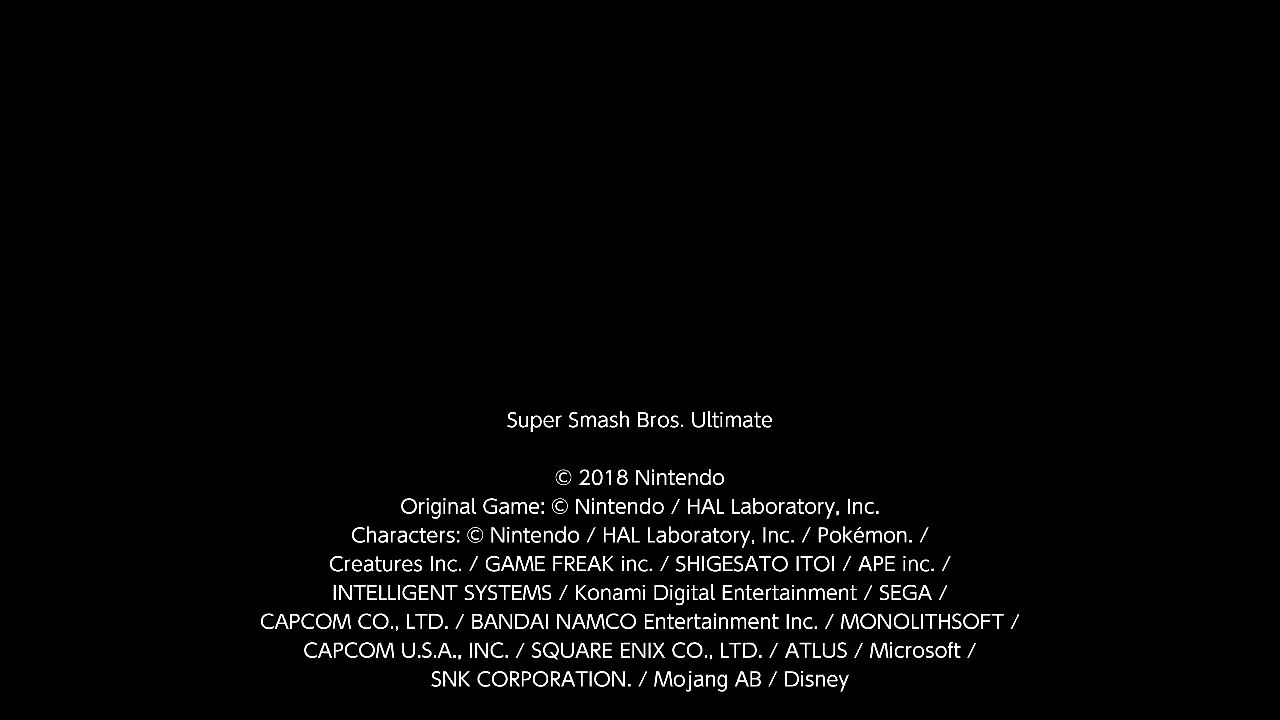 Super Smash Bros. Ultimate
© 2018 Nintendo
Original Game: © Nintendo / HAL Laboratory, Inc.
Characters: © Nintendo / HAL Laboratory, Inc. / Pokémon. /
Creatures Inc. / GAME FREAK inc. / SHIGESATO ITOI / APE inc. /
INTELLIGENT SYSTEMS / Konami Digital Entertainment / SEGA /
CAPCOM CO., LTD. / BANDAI NAMCO Entertainment Inc. / MONOLITHSOFT /
CAPCOM U.S.A., INC. / SQUARE ENIX CO., LTD. / ATLUS / Microsoft /
SNK CORPORATION. / Mojang AB / Disney